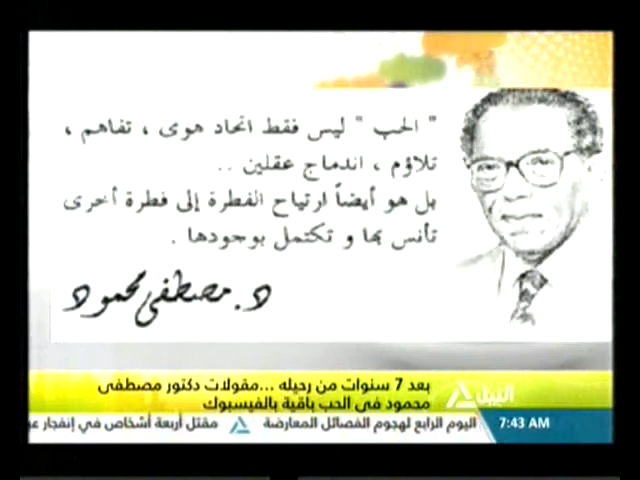 " الحب " ليس فقط اتحاد هوى ، تفاهم ،
تلاؤم ، اندماج عقلين ..
بل هو أيضاً ارتياح الفطرة إلى فطرة أخرى
تأنس بها و تكتمل بوجودها .
د. مصطفى محمود
بعد 7 سنوات من رحيله ...مقولات دكتور مصطفى
محمود فى الحب باقية بالفيسبوك
النيل
7:43 AM
اليوم الرابع لهجوم الفصائل المعارضة
مقتل أربعة أشخاص في إنفجار